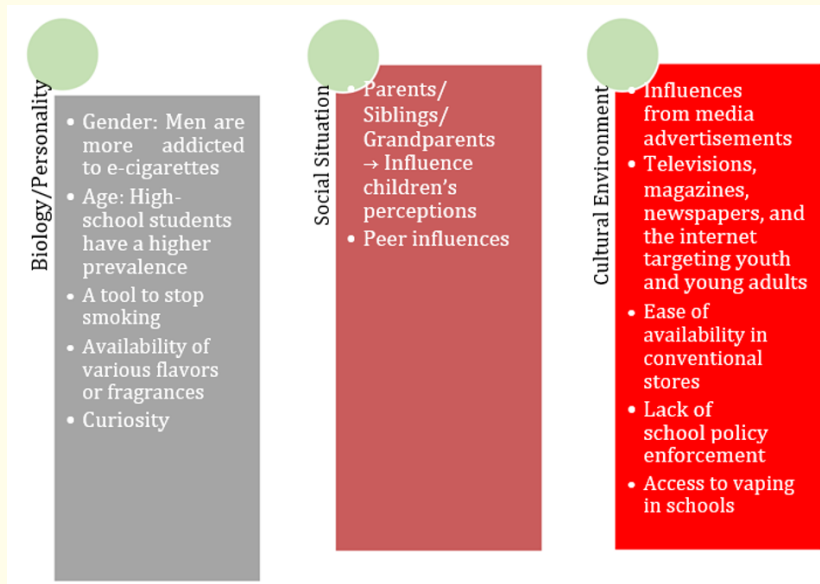 Biology/Personality
• Gender: Men are
more addicted
to e-cigarettes
• Age: High-
school students
have a higher
prevalence
• A tool to stop
smoking
• Availability of
various flavors
or fragrances
• Curiosity
Social Situation
• Parents/
Siblings/
Grandparents
→ Influence
children's
perceptions
• Peer influences
Cultural Environment
• Influences
from media
advertisements
• Televisions,
magazines,
newspapers, and
the internet
targeting youth
and young adults
• Ease of
availability in
conventional
stores
• Lack of
school policy
enforcement
• Access to vaping
in schools